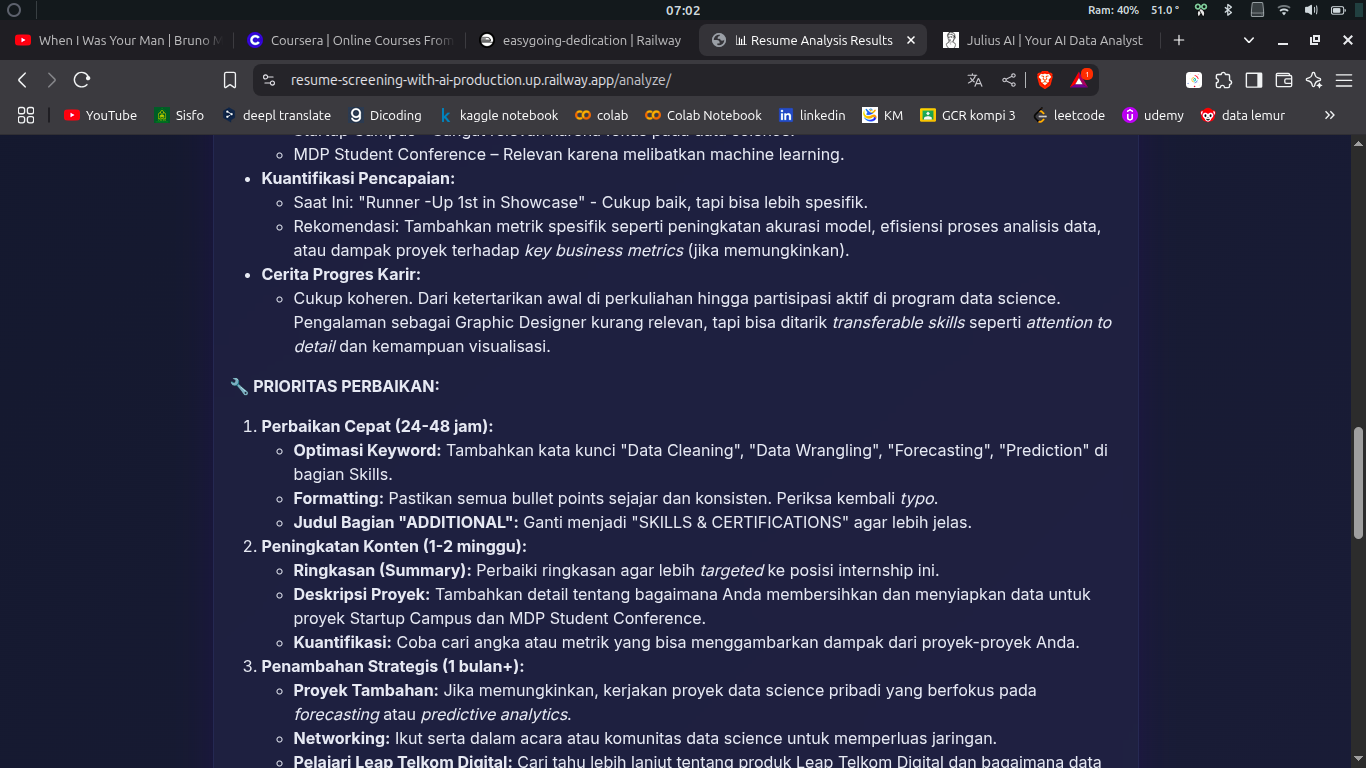 07:02
Ram: 40% 51.0 °
When I Was Your Man | Bruno M
Coursera | Online Courses From
easygoing-dedication | Railway
Resume Analysis Results
Julius AI | Your AI Data Analyst
resume-screening-with-ai-production.up.railway.app/analyze/
1
YouTube
Sisfo
deepl translate
Dicoding
kaggle notebook
colab
Colab Notebook
linkedin
KM
GCR kompi 3
leetcode
udemy
data lemur
Startup Campus – Sangat relevan karena fokus pada data science.
MDP Student Conference – Relevan karena melibatkan machine learning.
Kuantifikasi Pencapaian:
Saat Ini: "Runner -Up 1st in Showcase" - Cukup baik, tapi bisa lebih spesifik.
Rekomendasi: Tambahkan metrik spesifik seperti peningkatan akurasi model, efisiensi proses analisis data,
atau dampak proyek terhadap key business metrics (jika memungkinkan).
Cerita Progres Karir:
Cukup koheren. Dari ketertarikan awal di perkuliahan hingga partisipasi aktif di program data science.
Pengalaman sebagai Graphic Designer kurang relevan, tapi bisa ditarik transferable skills seperti attention to
detail dan kemampuan visualisasi.
🔧 PRIORITAS PERBAIKAN:
1. Perbaikan Cepat (24-48 jam):
Optimasi Keyword: Tambahkan kata kunci "Data Cleaning", "Data Wrangling", "Forecasting", "Prediction" di
bagian Skills.
Formatting: Pastikan semua bullet points sejajar dan konsisten. Periksa kembali typo.
Judul Bagian "ADDITIONAL": Ganti menjadi "SKILLS & CERTIFICATIONS" agar lebih jelas.
2. Peningkatan Konten (1-2 minggu):
Ringkasan (Summary): Perbaiki ringkasan agar lebih targeted ke posisi internship ini.
Deskripsi Proyek: Tambahkan detail tentang bagaimana Anda membersihkan dan menyiapkan data untuk
proyek Startup Campus dan MDP Student Conference.
Kuantifikasi: Coba cari angka atau metrik yang bisa menggambarkan dampak dari proyek-proyek Anda.
3. Penambahan Strategis (1 bulan+):
Proyek Tambahan: Jika memungkinkan, kerjakan proyek data science pribadi yang berfokus pada
forecasting atau predictive analytics.
Networking: Ikut serta dalam acara atau komunitas data science untuk memperluas jaringan.
Pelajari Leap Telkom Digital: Cari tahu lebih lanjut tentang produk Leap Telkom Digital dan bagaimana data